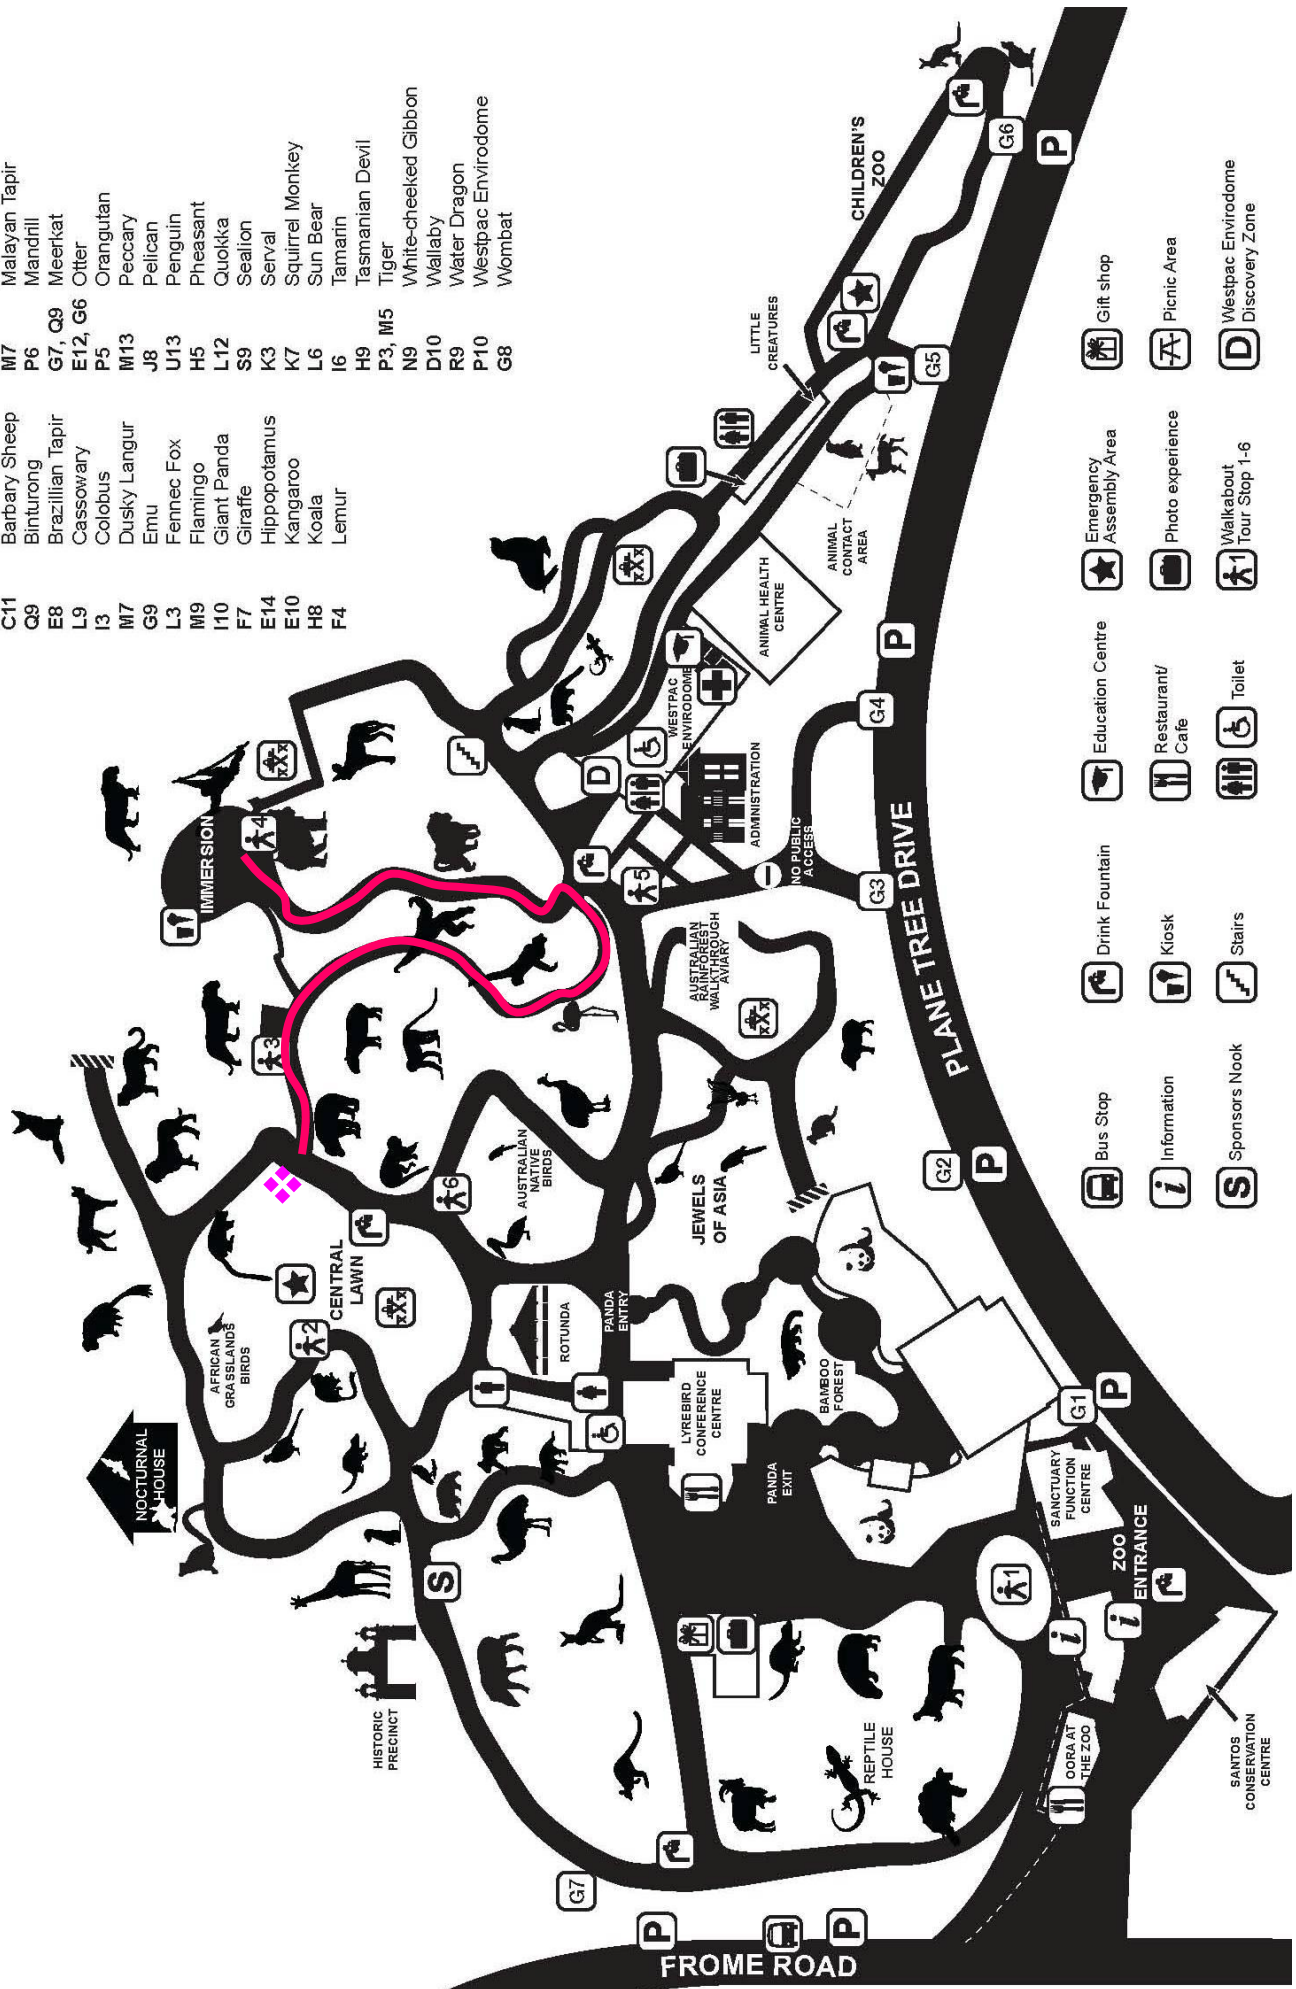 C11 Barbary Sheep
Q9 Binturong
E8 Brazillian Tapir
L9 Cassowary
I3 Colobus
M7 Dusky Langur
G9 Emu
L3 Fennec Fox
M9 Flamingo
I10 Giant Panda
F7 Giraffe
E14 Hippopotamus
E10 Kangaroo
H8 Koala
F4 Lemur
M7 Malayan Tapir
P6 Mandrill
G7, Q9 Meerkat
E12, G6 Otter
P5 Orangutan
M13 Peccary
J8 Pelican
U13 Penguin
H5 Pheasant
L12 Quokka
S9 Sealion
K3 Serval
K7 Squirrel Monkey
L6 Sun Bear
I6 Tamarin
H9 Tasmanian Devil
P3, M5 Tiger
N9 White-cheeked Gibbon
D10 Wallaby
R9 Water Dragon
P10 Westpac Envirodome
G8 Wombat
NOCTURNAL
HOUSE
AFRICAN
GRASSLANDS
BIRDS
2
CENTRAL
LAWN
3
IMMERSION
4
HISTORIC
PRECINCT
S
6
AUSTRALIAN
NATIVE
BIRDS
ROTUNDA
PANDA
ENTRY
G7
P
P
FROME ROAD
LYREBIRD
CONFERENCE
CENTRE
PANDA
EXIT
BAMBOO
FOREST
JEWELS
OF ASIA
AUSTRALIAN
RAINFOREST
WALKTHROUGH
AVIARY
5
D
WESTPAC
ENVIRODOME
ADMINISTRATION
NO PUBLIC
ACCESS
ANIMAL HEALTH
CENTRE
ANIMAL
CONTACT
AREA
LITTLE
CREATURES
CHILDREN'S
ZOO
REPTILE
HOUSE
OORA AT
THE ZOO
1
i
i
ZOO
ENTRANCE
SANCTUARY
FUNCTION
CENTRE
SANTOS
CONSERVATION
CENTRE
G1
P
G2
P
G3
G4
P
G5
G6
P
PLANE TREE DRIVE
Bus Stop
i Information
S Sponsors Nook
Drink Fountain
Kiosk
Stairs
Education Centre
Restaurant/
Cafe
Toilet
Emergency
Assembly Area
Photo experience
1 Walkabout
Tour Stop 1-6
Gift shop
Picnic Area
D Westpac Envirodome
Discovery Zone